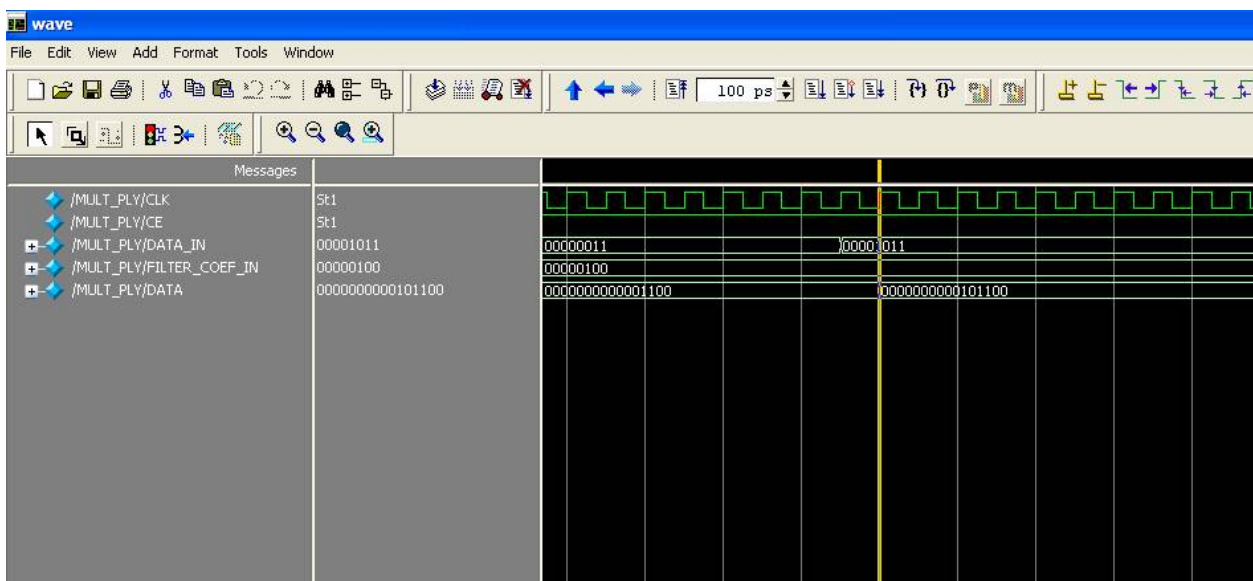 wave
File Edit View Add Format Tools Window
100 ps
Messages
/MULT_PLY/CLK St1
/MULT_PLY/CE St1
/MULT_PLY/DATA_IN 00001011 00000011 00001011
/MULT_PLY/FILTER_COEF_IN 00000100 00000100
/MULT_PLY/DATA 0000000000101100 0000000000001100 0000000000101100